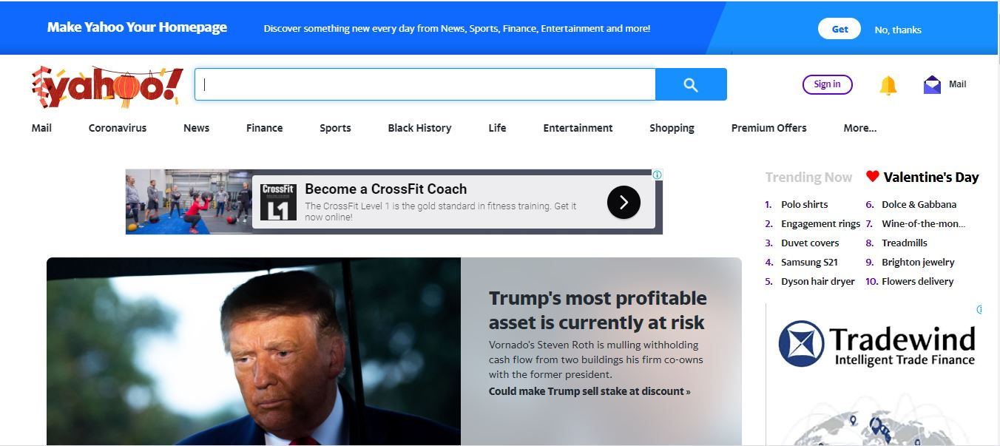 Make Yahoo Your Homepage
Discover something new every day from News, Sports, Finance, Entertainment and more!
Get
No, thanks
yahoo!
Sign in
Mail
Mail Coronavirus News Finance Sports Black History Life Entertainment Shopping Premium Offers More...
CrossFit
L1
Become a CrossFit Coach
The CrossFit Level 1 is the gold standard in fitness training. Get it
now online!
Trending Now
Valentine's Day
1. Polo shirts
2. Engagement rings
3. Duvet covers
4. Samsung S21
5. Dyson hair dryer
6. Dolce & Gabbana
7. Wine-of-the-mon...
8. Treadmills
9. Brighton jewelry
10. Flowers delivery
Trump's most profitable
asset is currently at risk
Vornado's Steven Roth is mulling withholding
cash flow from two buildings his firm co-owns
with the former president.
Could make Trump sell stake at discount »
Tradewind
Intelligent Trade Finance